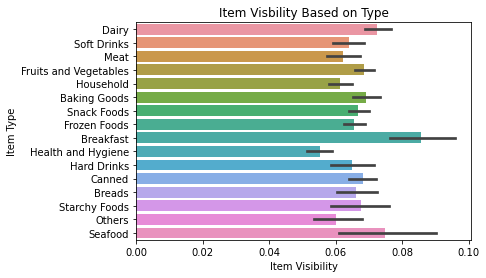 Item Visbility Based on Type
Item Type
Dairy
Soft Drinks
Meat
Fruits and Vegetables
Household
Baking Goods
Snack Foods
Frozen Foods
Breakfast
Health and Hygiene
Hard Drinks
Canned
Breads
Starchy Foods
Others
Seafood
0.00 0.02 0.04 0.06 0.08 0.10
Item Visibility